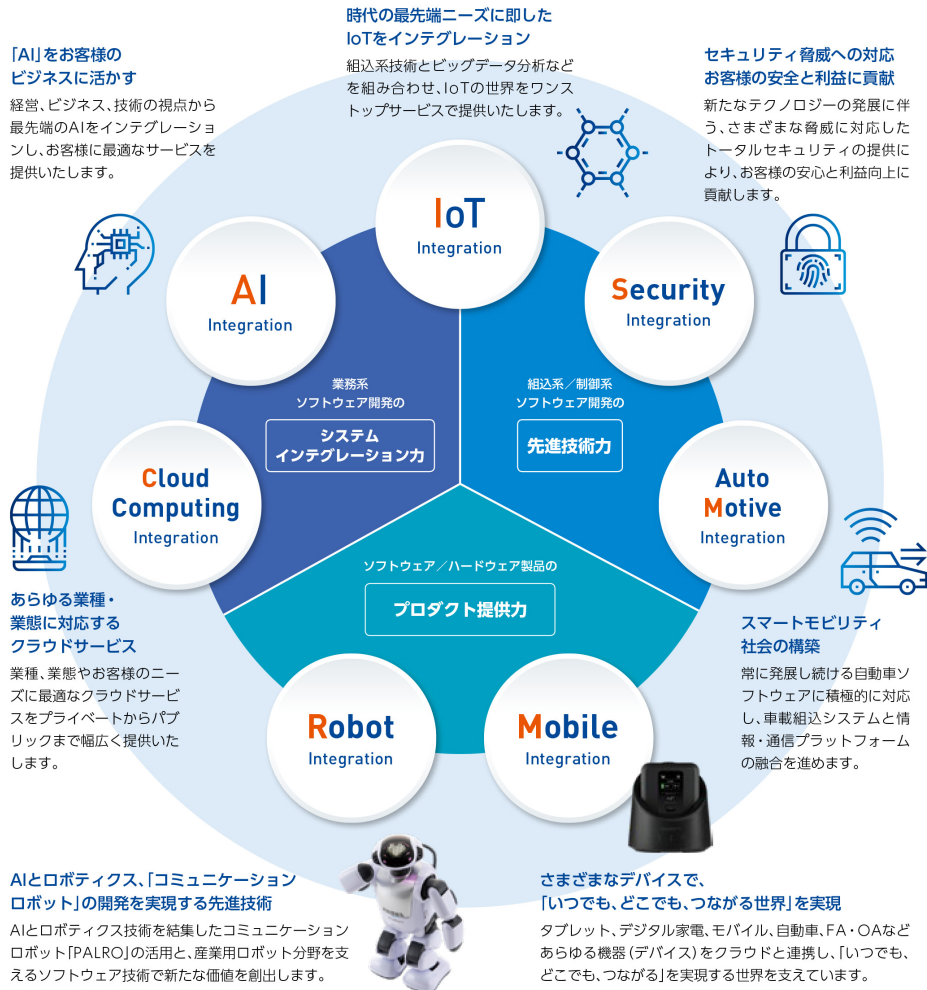 時代の最先端ニーズに即した
IoTをインテグレーション
組込系技術とビッグデータ分析など
を組み合わせ、IoTの世界をワンス
トップサービスで提供いたします。
「AI」をお客様の
ビジネスに活かす
経営、ビジネス、技術の視点から
最先端のAIをインテグレーショ
ンし、お客様に最適なサービスを
提供いたします。
セキュリティ脅威への対応
お客様の安全と利益に貢献
新たなテクノロジーの発展に伴
う、さまざまな脅威に対応した
トータルセキュリティの提供に
より、お客様の安心と利益向上に
貢献します。
IoT
Integration
AI
Integration
Security
Integration
業務系
ソフトウェア開発の
システム
インテグレーション力
組込系／制御系
ソフトウェア開発の
先進技術力
Cloud
Computing
Integration
Auto
Motive
Integration
ソフトウェア／ハードウェア製品の
プロダクト提供力
あらゆる業種・
業態に対応する
クラウドサービス
業種、業態やお客様のニー
ズに最適なクラウドサービ
スをプライベートからパブ
リックまで幅広く提供いた
します。
スマートモビリティ
社会の構築
常に発展し続ける自動車ソ
フトウェアに積極的に対応
し、車載組込システムと情
報・通信プラットフォーム
の融合を進めます。
Robot
Integration
Mobile
Integration
AIとロボティクス、「コミュニケーション
ロボット」の開発を実現する先進技術
AIとロボティクス技術を結集したコミュニケーション
ロボット「PALRO」の活用と、産業用ロボット分野を支
えるソフトウェア技術で新たな価値を創出します。
さまざまなデバイスで、
「いつでも、どこでも、つながる世界」を実現
タブレット、デジタル家電、モバイル、自動車、FA・OAなど
あらゆる機器（デバイス）をクラウドと連携し、「いつでも、
どこでも、つながる」を実現する世界を支えています。